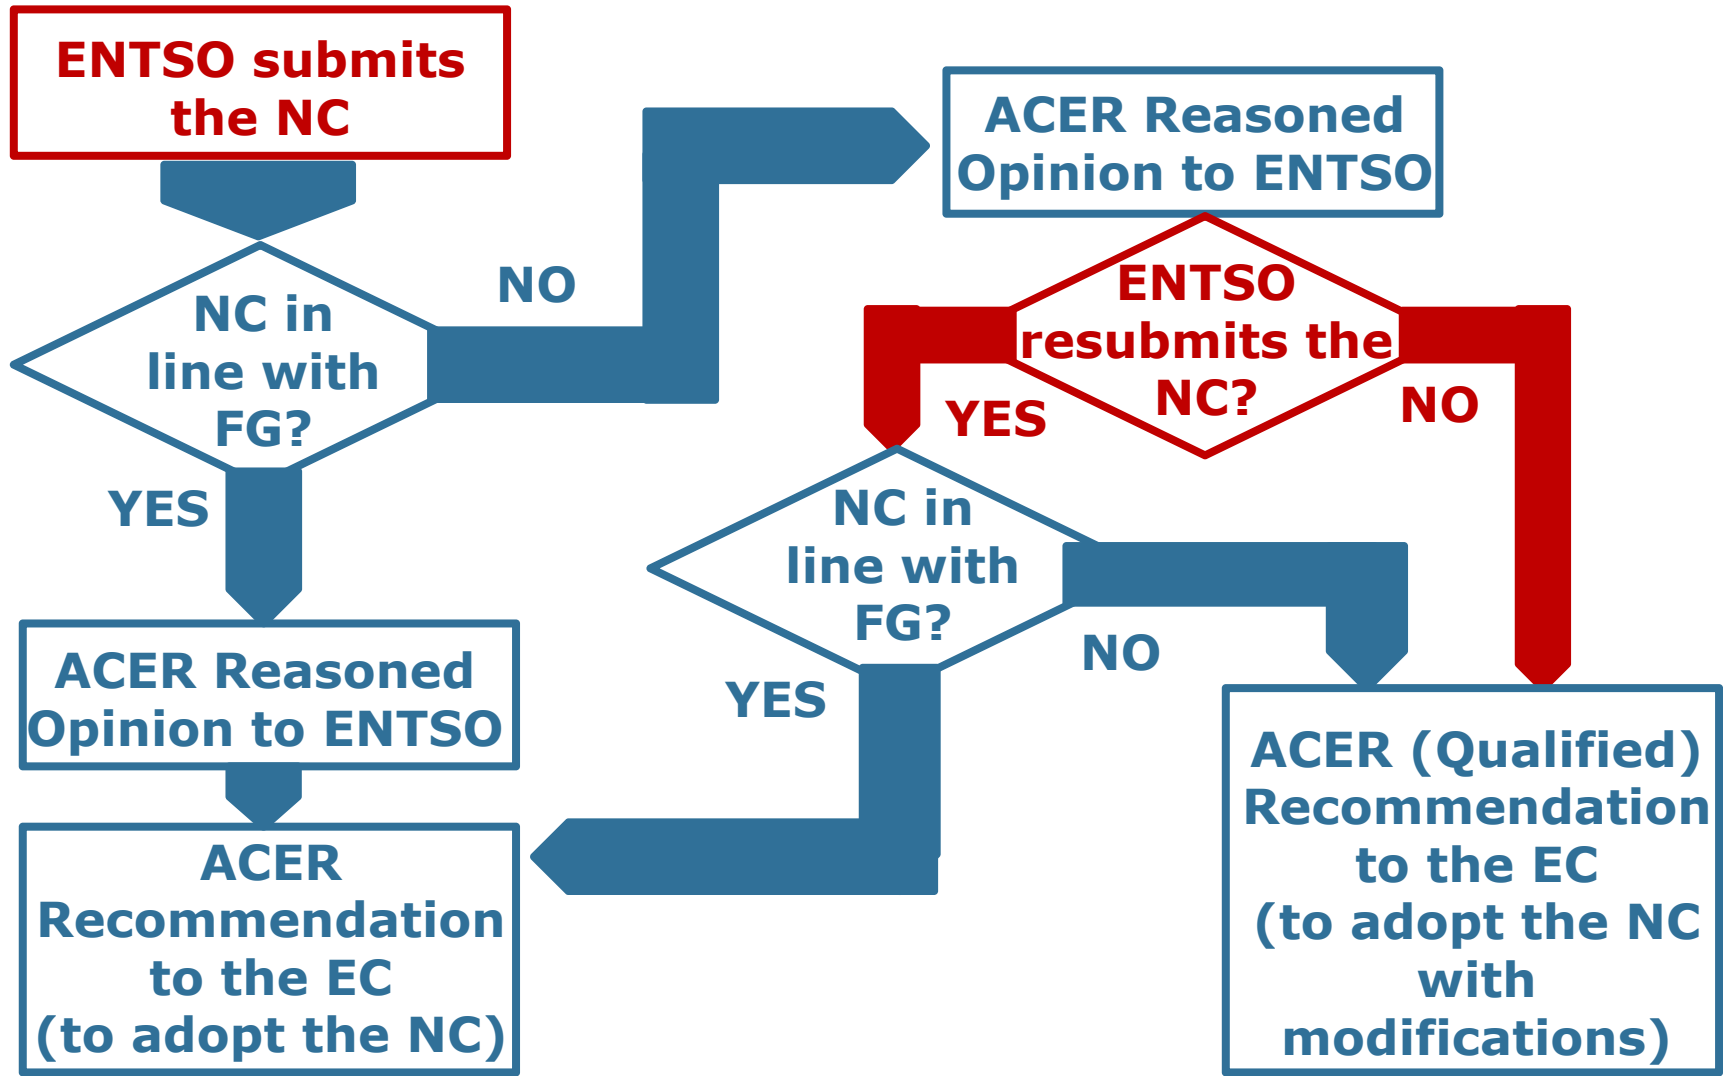 ENTSO submits
the NC
ACER Reasoned
Opinion to ENTSO
NO
NC in
line with
FG?
ENTSO
resubmits the
NC?
YES
NO
YES
NC in
line with
FG?
NO
YES
ACER Reasoned
Opinion to ENTSO
ACER
Recommendation
to the EC
(to adopt the NC)
ACER (Qualified)
Recommendation
to the EC
(to adopt the NC
with
modifications)